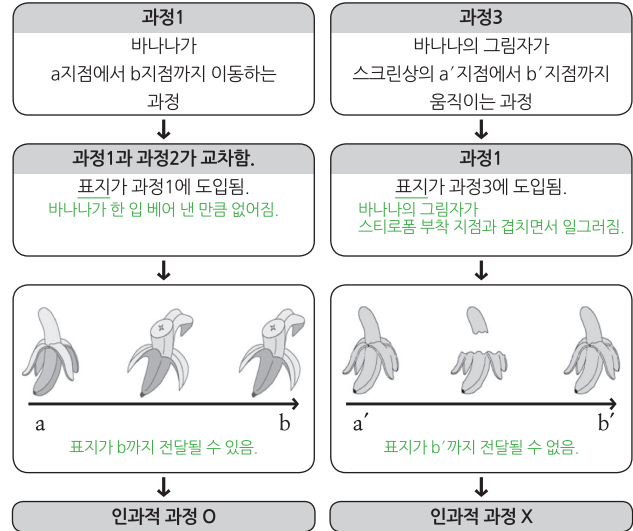 과정1
바나나가
a지점에서 b지점까지 이동하는
과정
과정1과 과정2가 교차함.
표지가 과정1에 도입됨.
바나나가 한 입 베어 낸 만큼 없어짐.
a
b
표지가 b까지 전달될 수 있음.
인과적 과정 O
과정3
바나나의 그림자가
스크린상의 a′지점에서 b′지점까지
움직이는 과정
과정1
표지가 과정3에 도입됨.
바나나의 그림자가
스티로폼 부착 지점과 겹치면서 일그러짐.
a′
b′
표지가 b′까지 전달될 수 없음.
인과적 과정 X